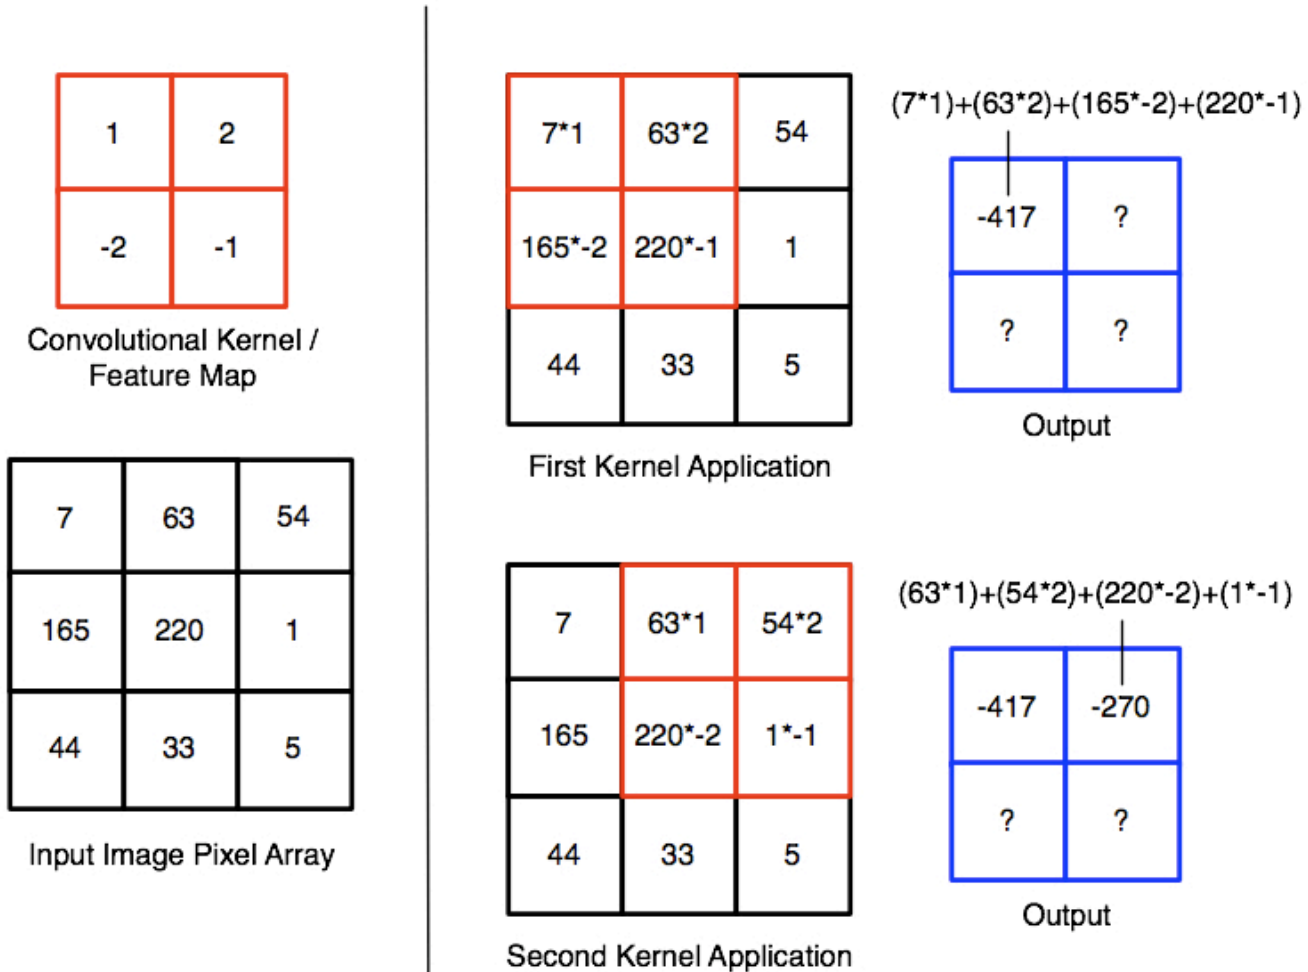 1 2
-2 -1
Convolutional Kernel /
Feature Map
7 63 54
165 220 1
44 33 5
Input Image Pixel Array
7*1 63*2 54
165*-2 220*-1 1
44 33 5
First Kernel Application
(7*1)+(63*2)+(165*-2)+(220*-1)
-417 ?
? ?
Output
7 63*1 54*2
165 220*-2 1*-1
44 33 5
Second Kernel Application
(63*1)+(54*2)+(220*-2)+(1*-1)
-417 -270
? ?
Output